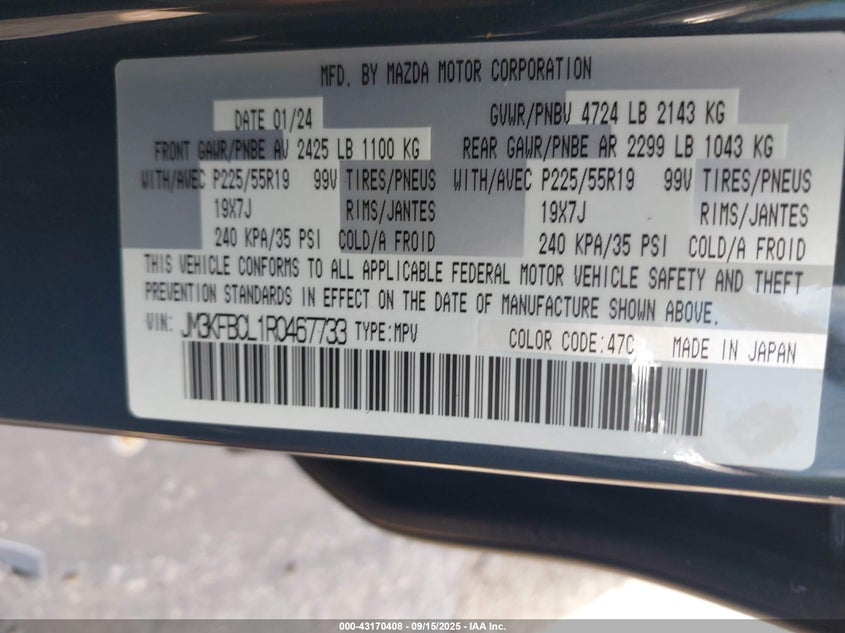 MFD. BY MAZDA MOTOR CORPORATION
DATE 01/24 GVWR/PNBV 4724 LB 2143 KG
FRONT GAWR/PNBE AV 2425 LB 1100 KG REAR GAWR/PNBE AR 2299 LB 1043 KG
WITH/AVEC P225/55R19 99V TIRES/PNEUS WITH/AVEC P225/55R19 99V TIRES/PNEUS
19X7J RIMS/JANTES 19X7J RIMS/JANTES
240 KPA/35 PSI COLD/A FROID 240 KPA/35 PSI COLD/A FROID
THIS VEHICLE CONFORMS TO ALL APPLICABLE FEDERAL MOTOR VEHICLE SAFETY AND THEFT
PREVENTION STANDARDS IN EFFECT ON THE DATE OF MANUFACTURE SHOWN ABOVE.
VIN: JM3KFBCL1R0467733 TYPE:MPV COLOR CODE:47C MADE IN JAPAN
000-43170408 - 09/15/2025 - IAA Inc.